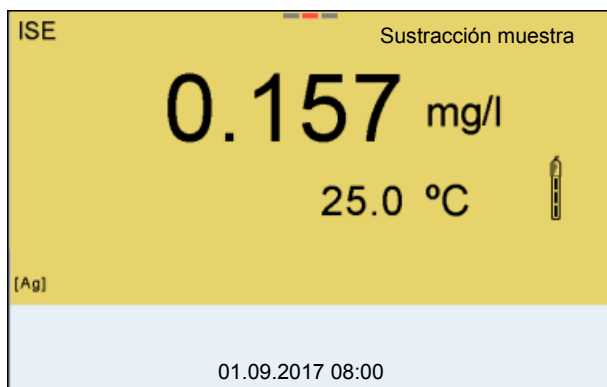 ISE
Sustracción muestra
0.157 mg/l
25.0 ºC
[Ag]
01.09.2017 08:00